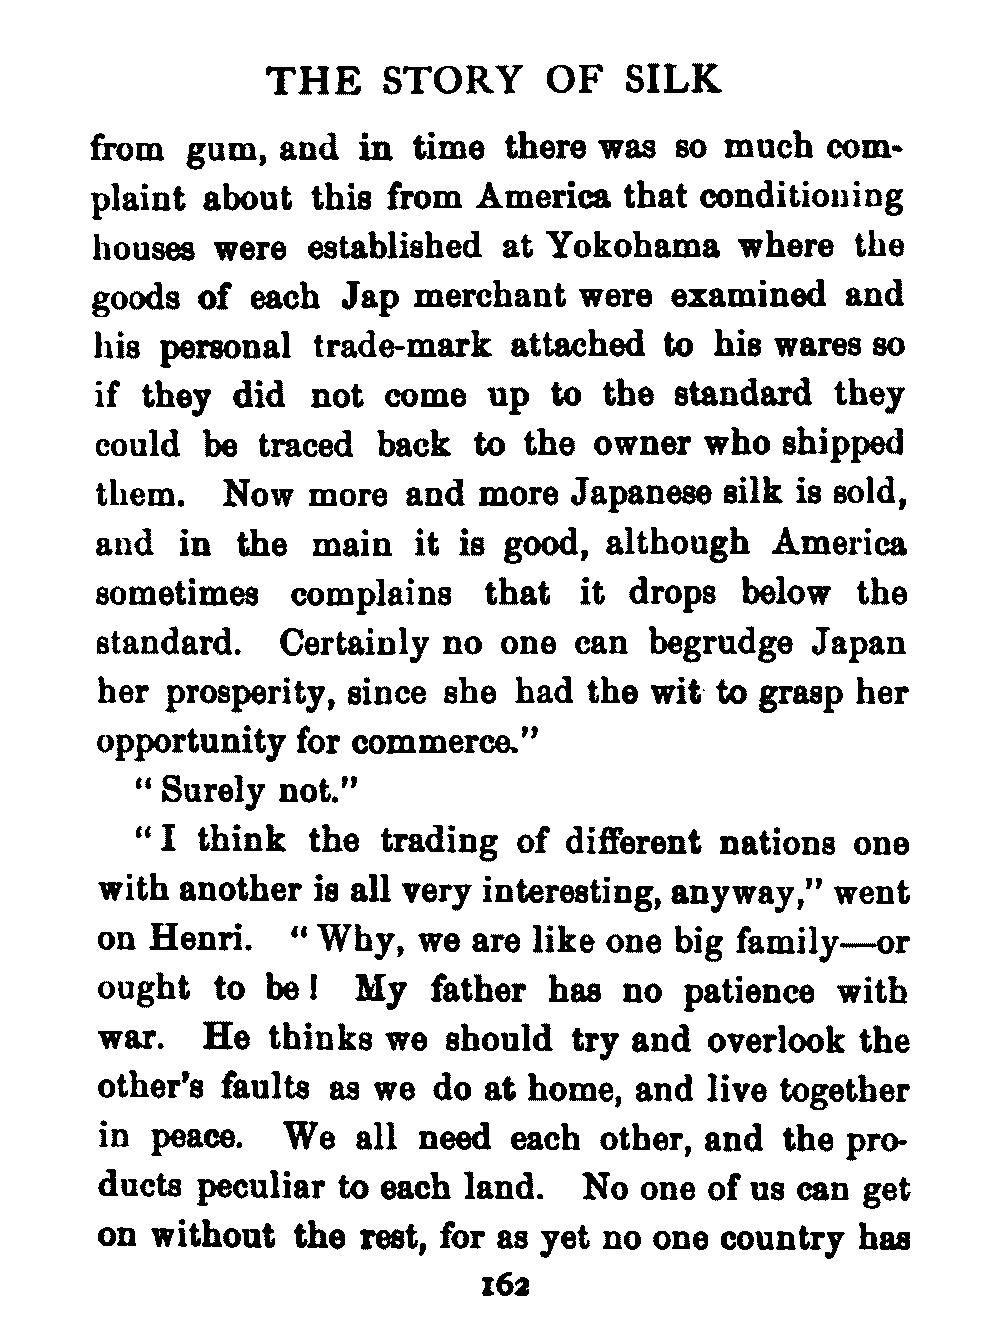 THE STORY OF SILK
from gum, and in time there was so much com-
plaint about this from America that conditioning
houses were established at Yokohama where the
goods of each Jap merchant were examined and
his personal trade-mark attached to his wares so
if they did not come up to the standard they
could be traced back to the owner who shipped
them. Now more and more Japanese silk is sold,
and in the main it is good, although America
sometimes complains that it drops below the
standard. Certainly no one can begrudge Japan
her prosperity, since she had the wit to grasp her
opportunity for commerce.”
“ Surely not.”
“ I think the trading of different nations one
with another is all very interesting, anyway,” went
on Henri. “ Why, we are like one big family—or
ought to be! My father has no patience with
war. He thinks we should try and overlook the
other’s faults as we do at home, and live together
in peace. We all need each other, and the pro-
ducts peculiar to each land. No one of us can get
on without the rest, for as yet no one country has
162